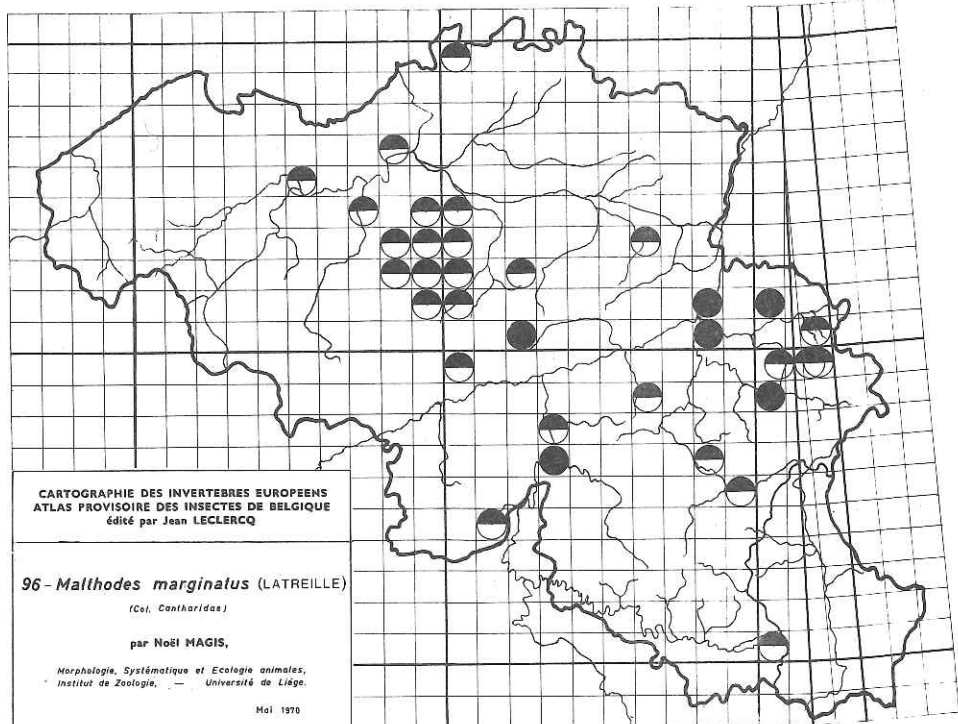 CARTOGRAPHIE DES INVERTEBRES EUROPEENS
ATLAS PROVISOIRE DES INSECTES DE BELGIQUE
édité par Jean LECLERCQ
96 - Malthodes marginatus (LATREILLE)
(Col. Cantharidae)
par Noël MAGIS,
Morphologie, Systématique et Ecologie animales,
Institut de Zoologie, — Université de Liége.
Mai 1970